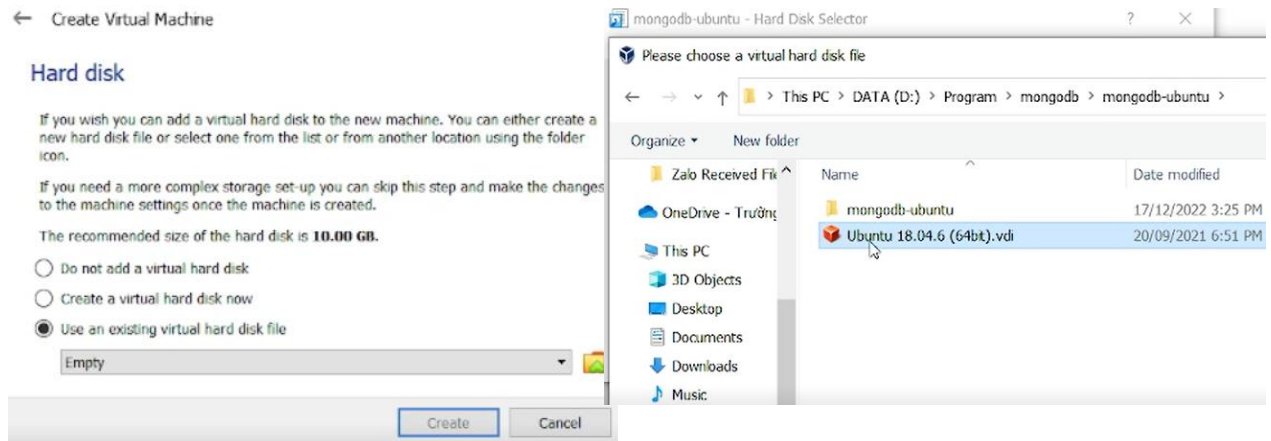 Create Virtual Machine
Hard disk
If you wish you can add a virtual hard disk to the new machine. You can either create a
new hard disk file or select one from the list or from another location using the folder
icon.
If you need a more complex storage set-up you can skip this step and make the changes
to the machine settings once the machine is created.
The recommended size of the hard disk is 10.00 GB.
Do not add a virtual hard disk
Create a virtual hard disk now
Use an existing virtual hard disk file
Empty
Create
Cancel
mongodb-ubuntu - Hard Disk Selector
Please choose a virtual hard disk file
This PC > DATA (D:) > Program > mongodb > mongodb-ubuntu >
Organize
New folder
Name
Date modified
Zalo Received File
OneDrive - Trường
This PC
3D Objects
Desktop
Documents
Downloads
Music
mongodb-ubuntu
17/12/2022 3:25 PM
Ubuntu 18.04.6 (64bit).vdi
20/09/2021 6:51 PM